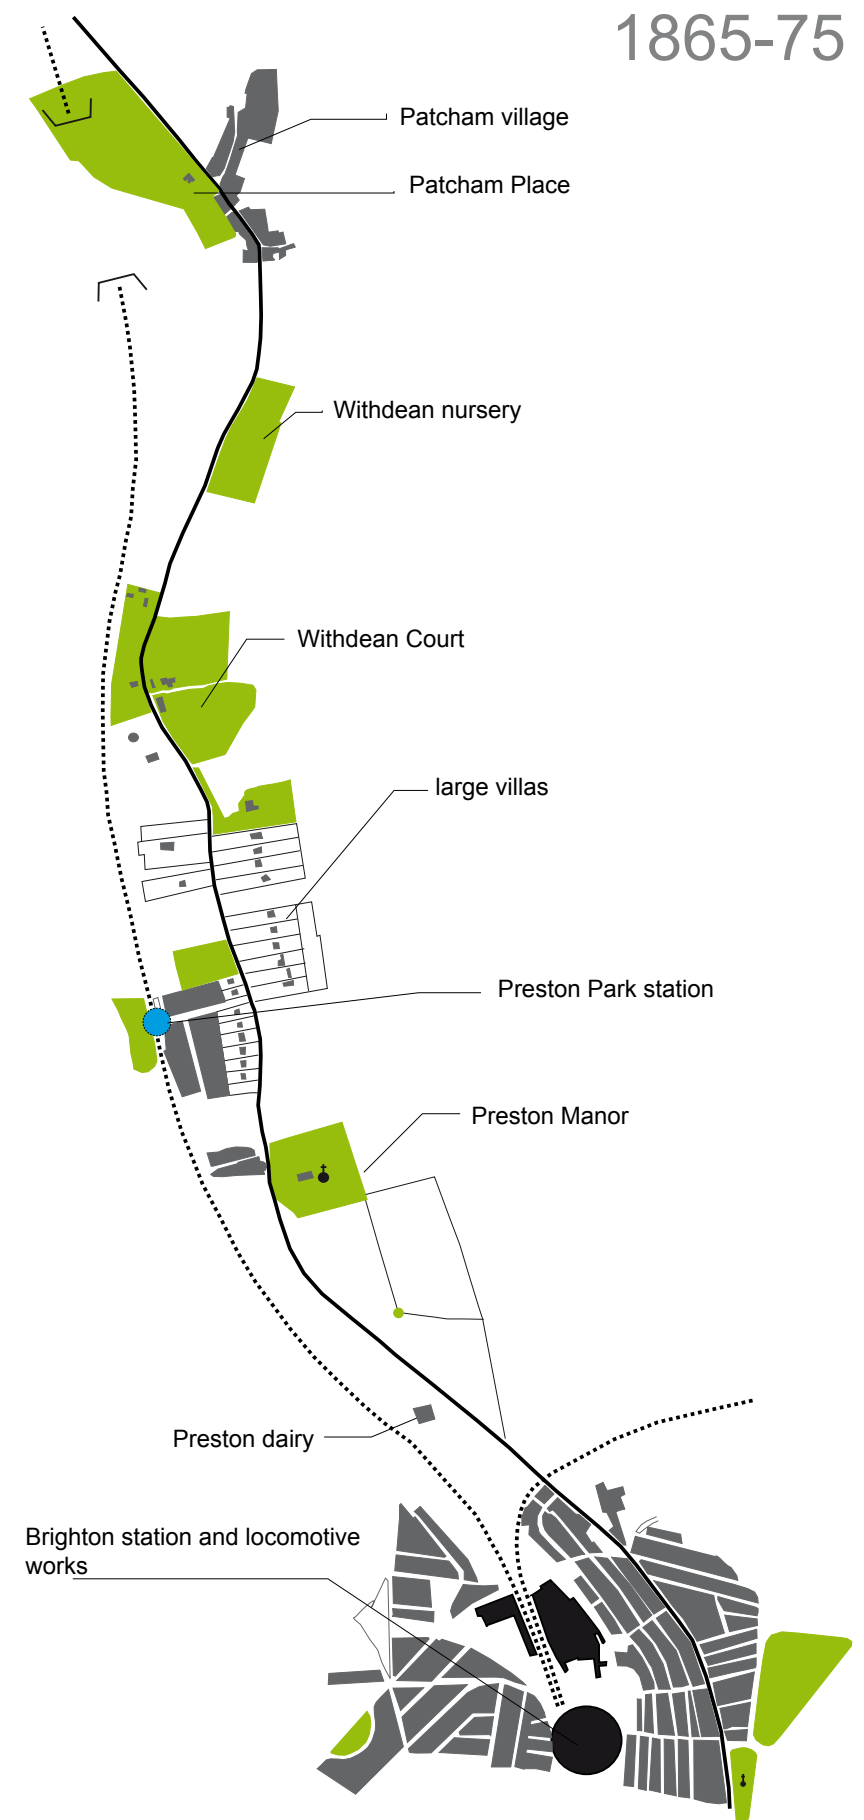 1865-75
Patcham village
Patcham Place
Withdean nursery
Withdean Court
large villas
Preston Park station
Preston Manor
Preston dairy
Brighton station and locomotive
works